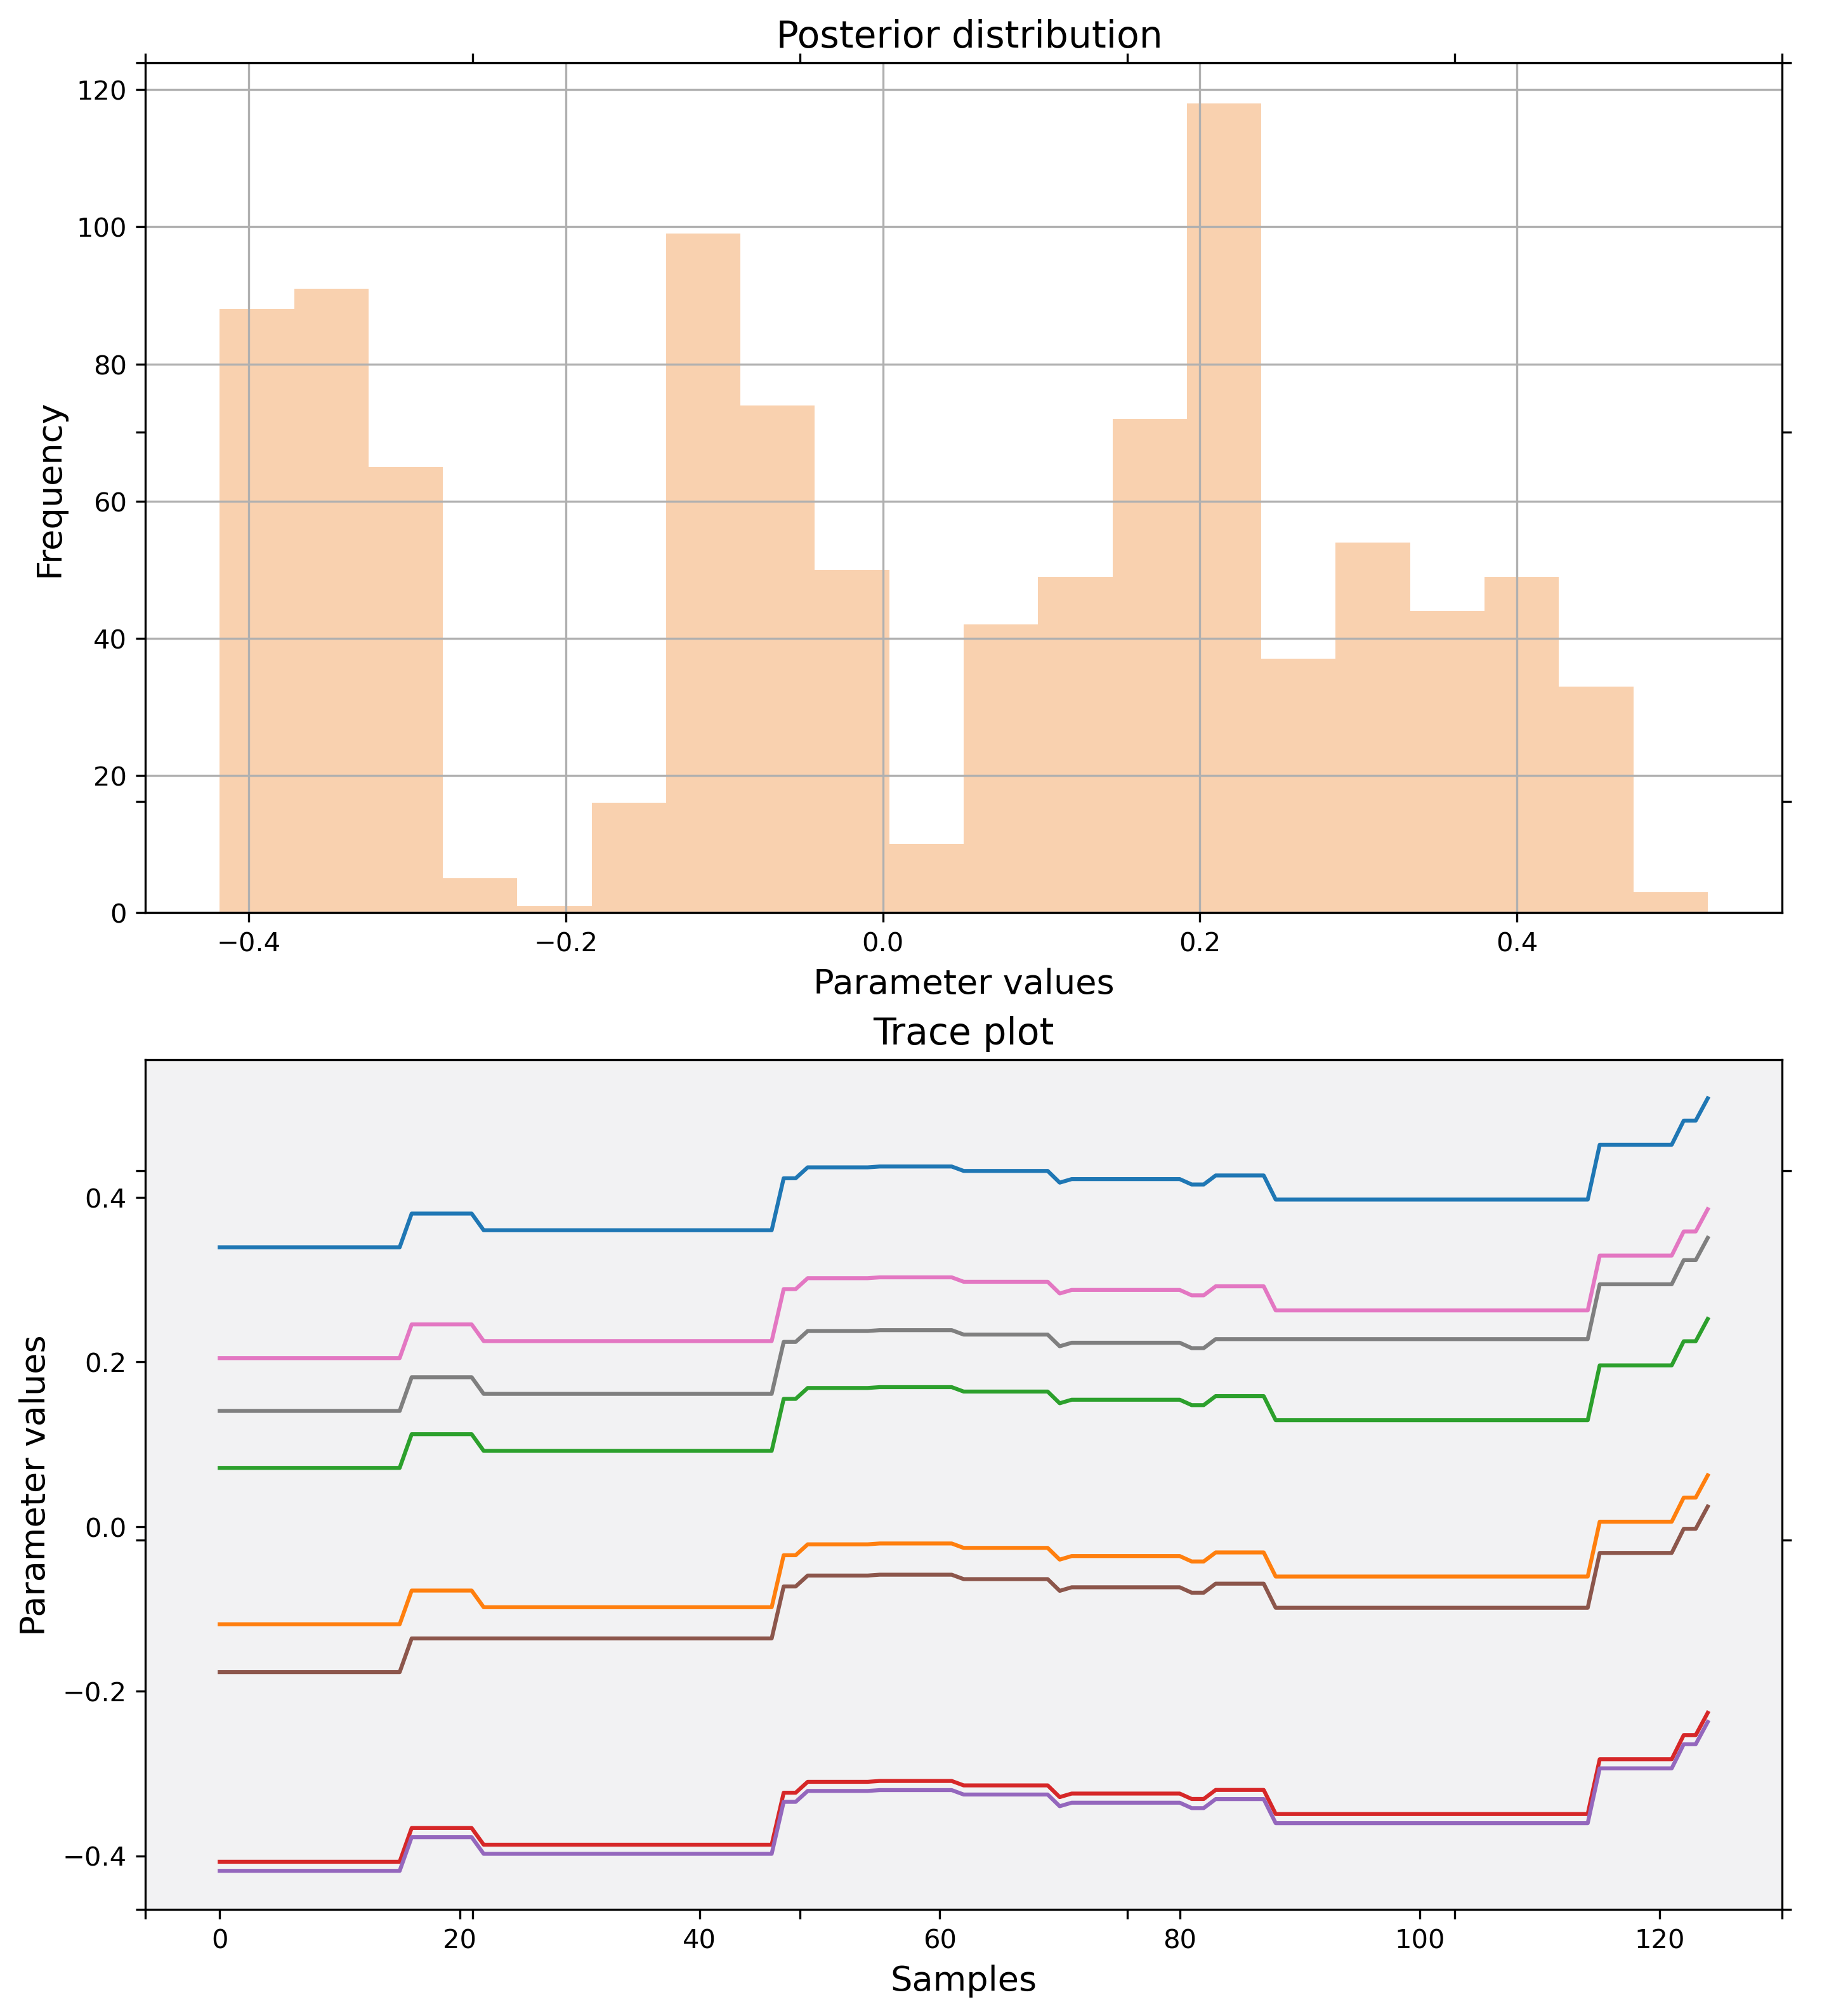 Posterior distribution
120
100
80
60
40
20
0
Frequency
−0.4 −0.2 0.0 0.2 0.4
Parameter values
Trace plot
0.4
0.2
0.0
−0.2
−0.4
Parameter values
0 20 40 60 80 100 120
Samples